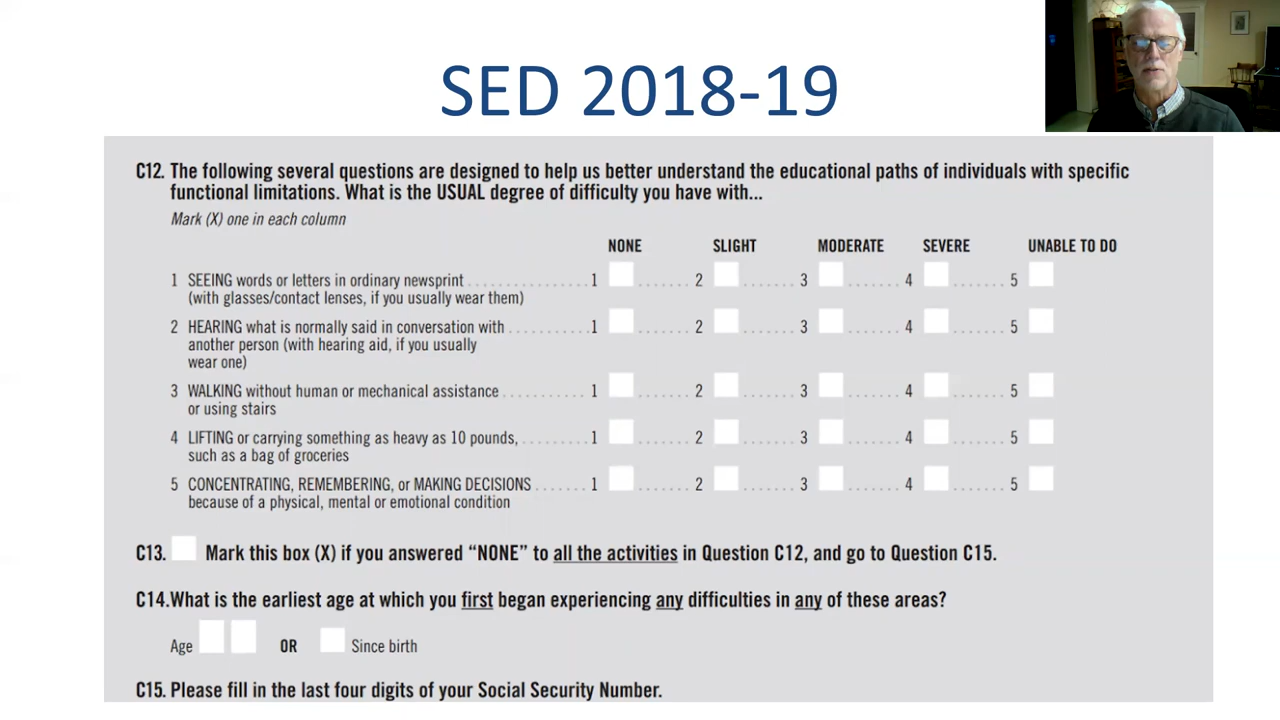 SED 2018-19
C12. The following several questions are designed to help us better understand the educational paths of individuals with specific
functional limitations. What is the USUAL degree of difficulty you have with...
Mark (X) one in each column
NONE SLIGHT MODERATE SEVERE UNABLE TO DO
1 SEEING words or letters in ordinary newsprint 1 2 3 4 5
(with glasses/contact lenses, if you usually wear them)
2 HEARING what is normally said in conversation with 1 2 3 4 5
another person (with hearing aid, if you usually
wear one)
3 WALKING without human or mechanical assistance 1 2 3 4 5
or using stairs
4 LIFTING or carrying something as heavy as 10 pounds, 1 2 3 4 5
such as a bag of groceries
5 CONCENTRATING, REMEMBERING, or MAKING DECISIONS 1 2 3 4 5
because of a physical, mental or emotional condition
C13. Mark this box (X) if you answered “NONE” to all the activities in Question C12, and go to Question C15.
C14.What is the earliest age at which you first began experiencing any difficulties in any of these areas?
Age OR Since birth
C15. Please fill in the last four digits of your Social Security Number.